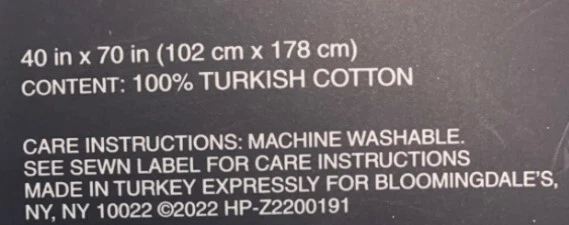 40 in x 70 in (102 cm x 178 cm)
CONTENT: 100% TURKISH COTTON
CARE INSTRUCTIONS: MACHINE WASHABLE.
SEE SEWN LABEL FOR CARE INSTRUCTIONS
MADE IN TURKEY EXPRESSLY FOR BLOOMINGDALE'S,
NY, NY 10022 ©2022 HP-Z2200191